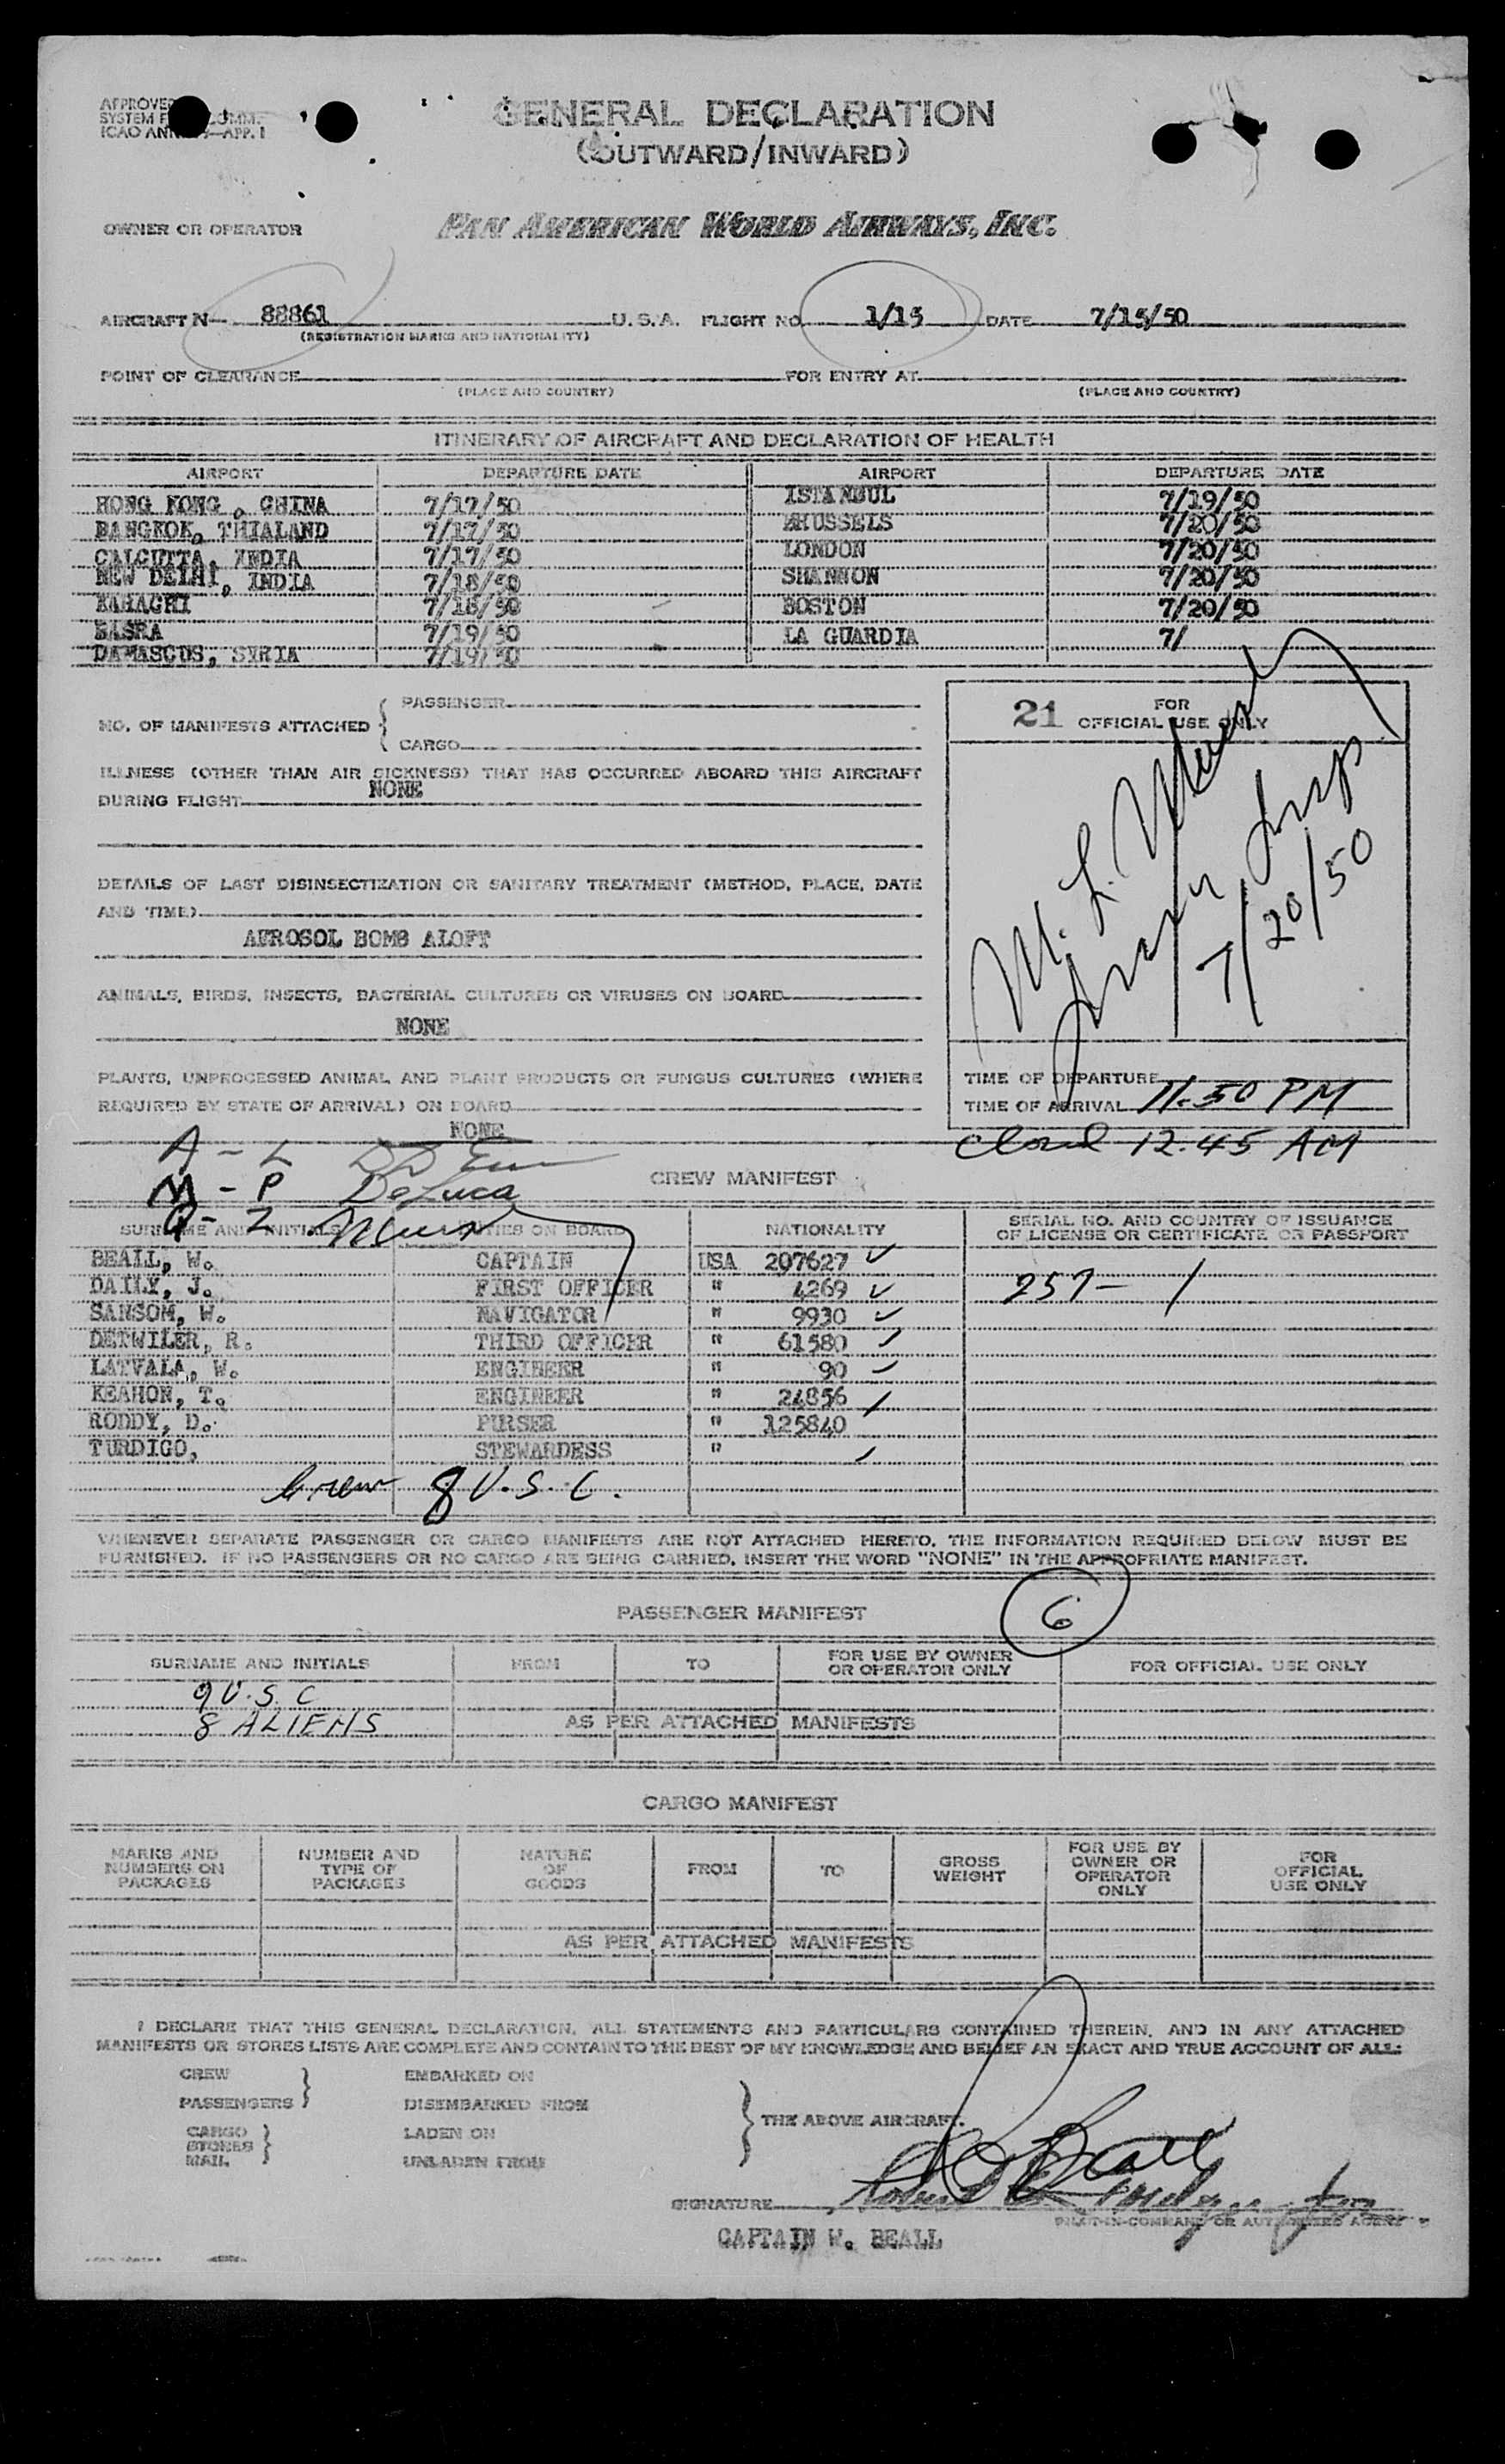 GENERAL DECLARATION
(OUTWARD/INWARD)
OWNER OR OPERATOR PAN AMERICAN WORLD AIRWAYS, INC.
AIRCRAFT N- 88861 U. S. A. FLIGHT NO. 1/15 DATE 7/15/50
(REGISTRATION MARKS AND NATIONALITY)
POINT OF CLEARANCE FOR ENTRY AT
(PLACE AND COUNTRY) (PLACE AND COUNTRY)
ITINERARY OF AIRCRAFT AND DECLARATION OF HEALTH
AIRPORT DEPARTURE DATE AIRPORT DEPARTURE DATE
HONG KONG, CHINA 7/17/50 ISTANBUL 7/19/50
BANGKOK, THIALAND 7/17/50 BRUSSELS 7/20/50
CALCUTTA, INDIA 7/17/50 LONDON 7/20/50
NEW DELHI, INDIA 7/18/50 SHANNON 7/20/50
KARACHI 7/18/50 BOSTON 7/20/50
BASRA 7/19/50 LA GUARDIA 7/
DAMASCUS, SYRIA 7/19/50
NO. OF MANIFESTS ATTACHED { PASSENGER
CARGO
21 FOR
OFFICIAL USE ONLY
M. L.
7/20/50
ILLNESS (OTHER THAN AIR SICKNESS) THAT HAS OCCURRED ABOARD THIS AIRCRAFT
DURING FLIGHT NONE
DETAILS OF LAST DISINSECTIZATION OR SANITARY TREATMENT (METHOD, PLACE, DATE
AND TIME)
AEROSOL BOMB ALOFT
ANIMALS, BIRDS, INSECTS, BACTERIAL CULTURES OR VIRUSES ON BOARD
NONE
PLANTS, UNPROCESSED ANIMAL AND PLANT PRODUCTS OR FUNGUS CULTURES (WHERE
REQUIRED BY STATE OF ARRIVAL) ON BOARD
NONE
TIME OF DEPARTURE
TIME OF ARRIVAL 11.50 PM
Closed 12.45 AM
A - L
M - P DeLuca
Q - Z
CREW MANIFEST
SURNAME AND INITIALS DUTIES ON BOARD NATIONALITY SERIAL NO. AND COUNTRY OF ISSUANCE
OF LICENSE OR CERTIFICATE OR PASSPORT
BEALL, W. CAPTAIN USA 207627 ✓
DAILY, J. FIRST OFFICER " 4269 ✓ 257- 1
SANSOM, W. NAVIGATOR " 9930 ✓
DETWILER, R. THIRD OFFICER " 61580 ✓
LATVALA, W. ENGINEER " 90 ✓
KEAHON, T. ENGINEER " 24856 ✓
RODDY, D. PURSER " 125840
TURDIGO, STEWARDESS " ✓
Crew 8 U.S.C.
WHENEVER SEPARATE PASSENGER OR CARGO MANIFESTS ARE NOT ATTACHED HERETO, THE INFORMATION REQUIRED BELOW MUST BE
FURNISHED. IF NO PASSENGERS OR NO CARGO ARE BEING CARRIED, INSERT THE WORD "NONE" IN THE APPROPRIATE MANIFEST.
PASSENGER MANIFEST 6
SURNAME AND INITIALS FROM TO FOR USE BY OWNER
OR OPERATOR ONLY FOR OFFICIAL USE ONLY
9 U.S.C
8 ALIENS AS PER ATTACHED MANIFESTS
CARGO MANIFEST
MARKS AND
NUMBERS ON
PACKAGES
NUMBER AND
TYPE OF
PACKAGES
NATURE
OF
GOODS
FROM
TO
GROSS
WEIGHT
FOR USE BY
OWNER OR
OPERATOR
ONLY
FOR
OFFICIAL
USE ONLY
AS PER ATTACHED MANIFESTS
I DECLARE THAT THIS GENERAL DECLARATION, ALL STATEMENTS AND PARTICULARS CONTAINED THEREIN, AND IN ANY ATTACHED
MANIFESTS OR STORES LISTS ARE COMPLETE AND CONTAIN TO THE BEST OF MY KNOWLEDGE AND BELIEF AN EXACT AND TRUE ACCOUNT OF ALL:
CREW EMBARKED ON
PASSENGERS DISEMBARKED FROM
THE ABOVE AIRCRAFT.
CARGO LADEN ON
STORES
MAIL UNLADEN FROM
SIGNATURE Beall
PILOT-IN-COMMAND OR AUTHORISED AGENT
CAPTAIN W. BEALL